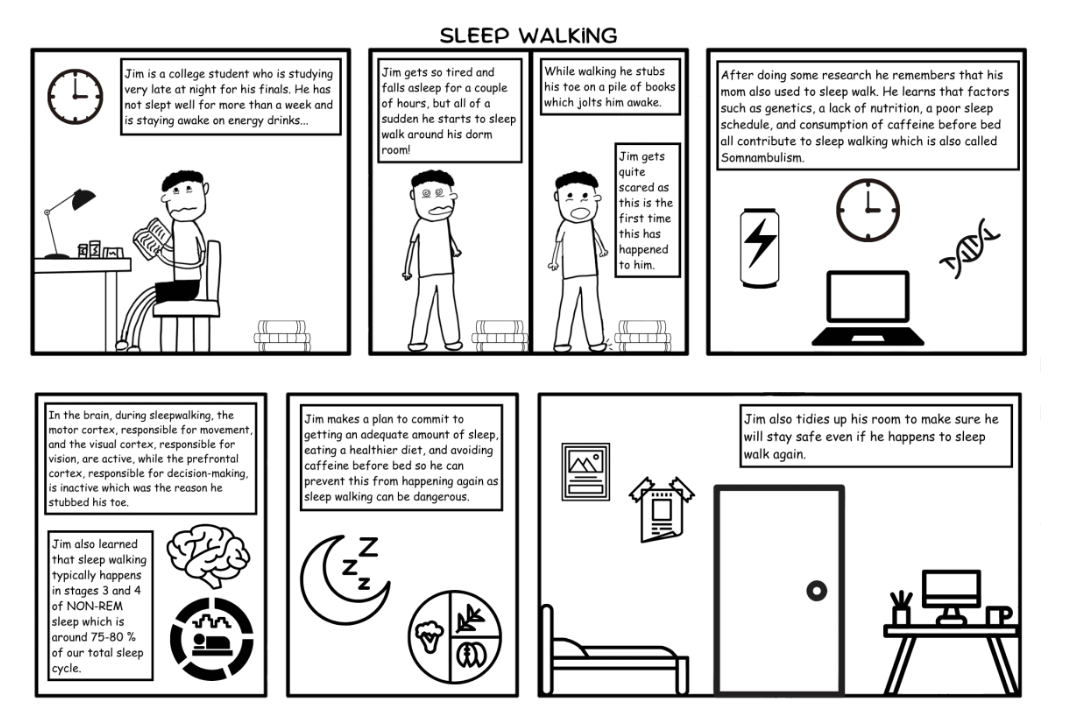 SLEEP WALKING
Jim is a college student who is studying
very late at night for his finals. He has
not slept well for more than a week and
is staying awake on energy drinks...
Jim gets so tired and
falls asleep for a couple
of hours, but all of a
sudden he starts to sleep
walk around his dorm
room!
While walking he stubs
his toe on a pile of books
which jolts him awake.
Jim gets
quite
scared as
this is the
first time
this has
happened
to him.
After doing some research he remembers that his
mom also used to sleep walk. He learns that factors
such as genetics, a lack of nutrition, a poor sleep
schedule, and consumption of caffeine before bed
all contribute to sleep walking which is also called
Somnambulism.
In the brain, during sleepwalking, the
motor cortex, responsible for movement,
and the visual cortex, responsible for
vision, are active, while the prefrontal
cortex, responsible for decision-making,
is inactive which was the reason he
stubbed his toe.
Jim also learned
that sleep walking
typically happens
in stages 3 and 4
of NON-REM
sleep which is
around 75-80 %
of our total sleep
cycle.
Jim makes a plan to commit to
getting an adequate amount of sleep,
eating a healthier diet, and avoiding
caffeine before bed so he can
prevent this from happening again as
sleep walking can be dangerous.
Z
Z
z
Jim also tidies up his room to make sure he
will stay safe even if he happens to sleep
walk again.